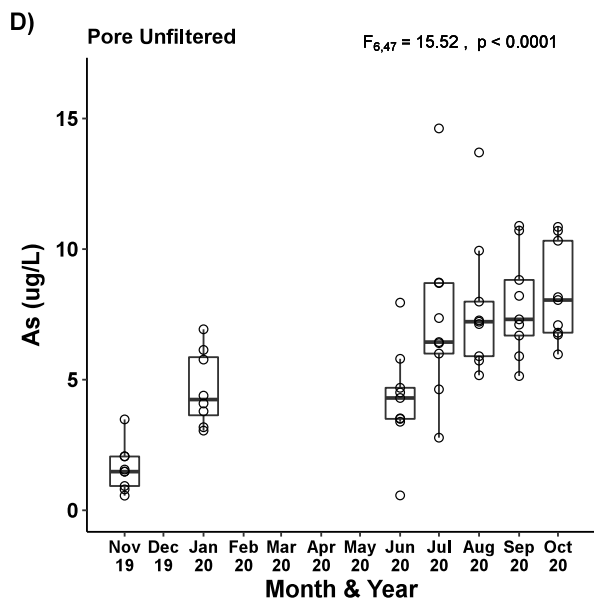 D)
Pore Unfiltered
F6,47 = 15.52 , p < 0.0001
15
10
5
0
As (ug/L)
Nov Dec Jan Feb Mar Apr May Jun Jul Aug Sep Oct
19 19 20 20 20 20 20 20 20 20 20 20
Month & Year